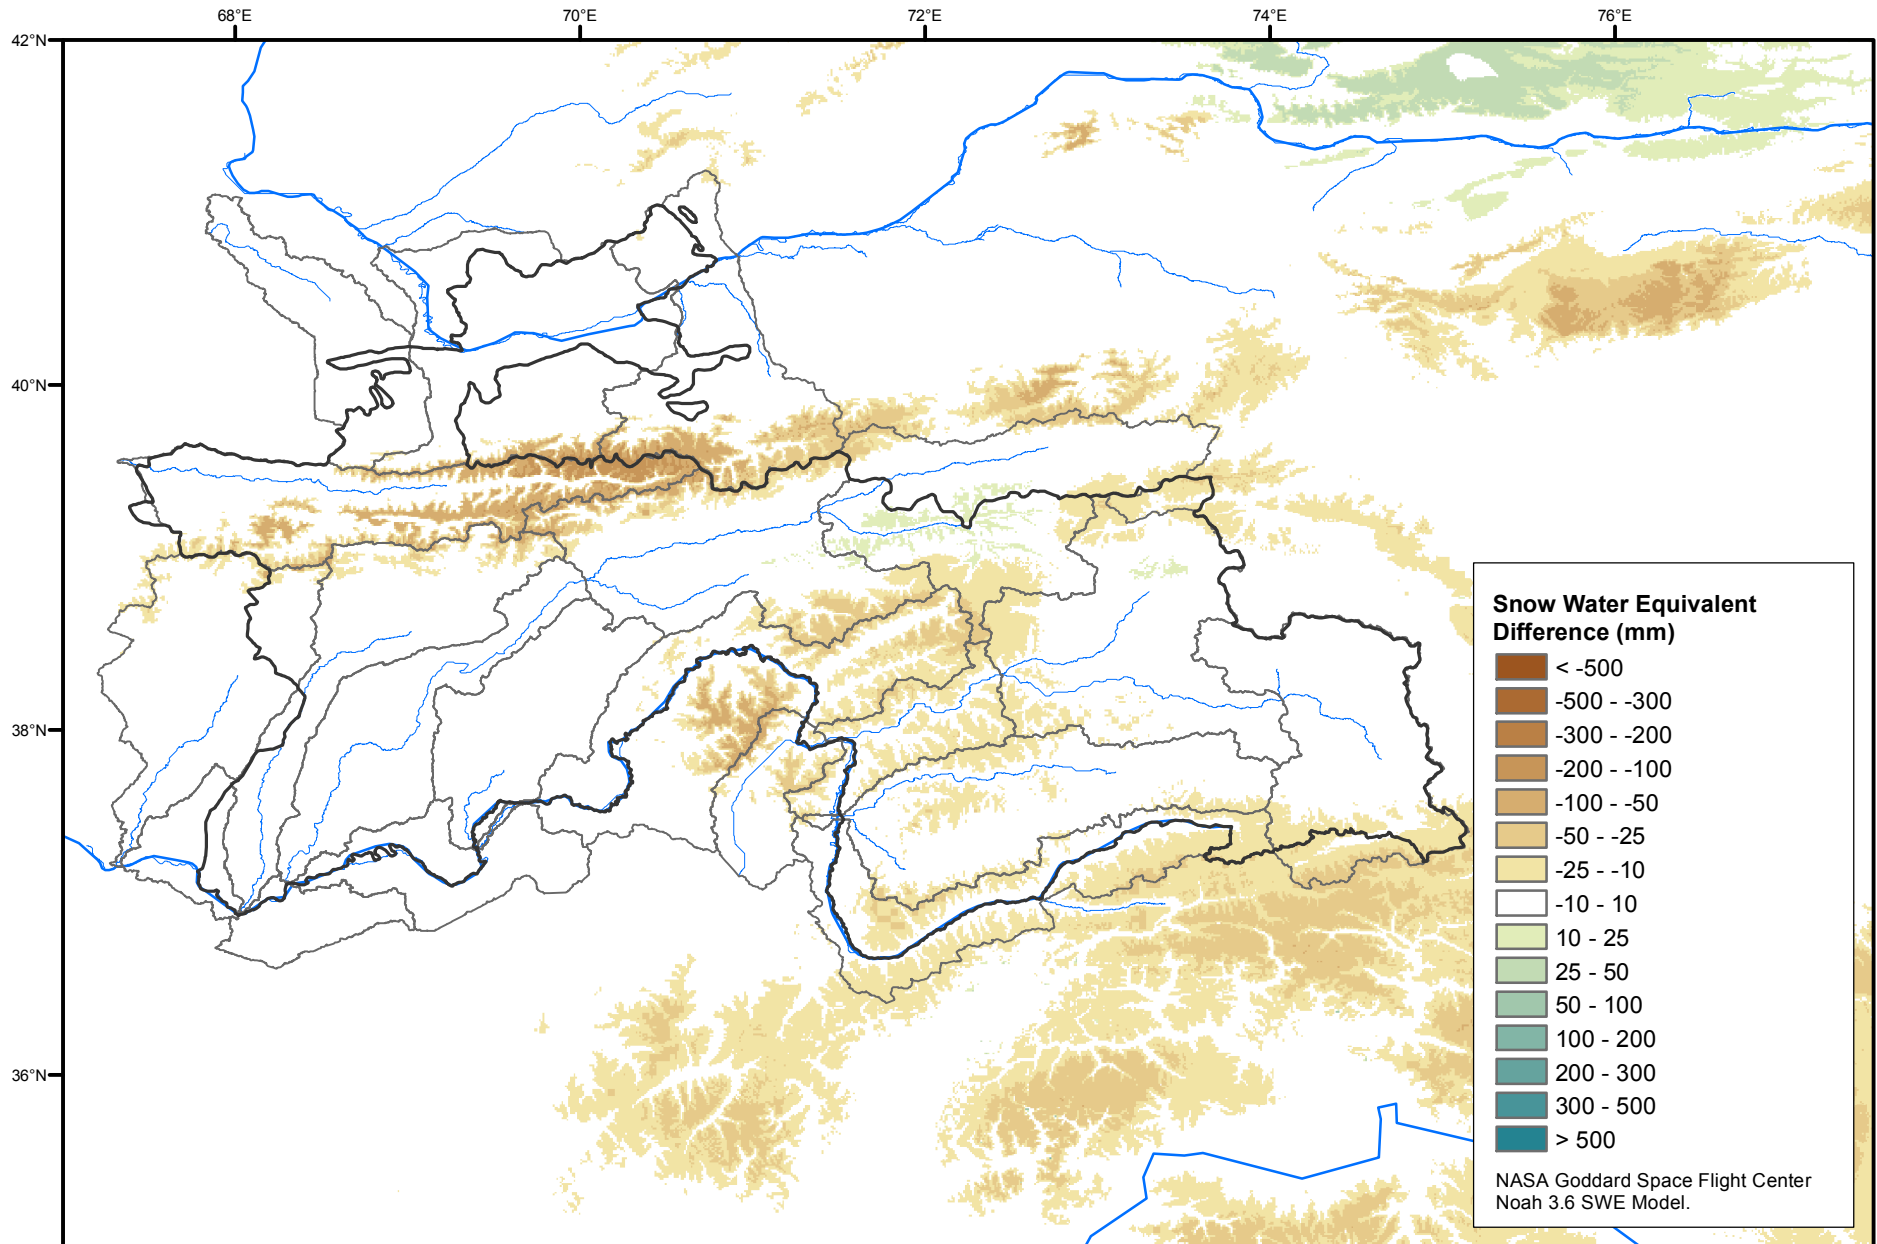 68°E
70°E
72°E
74°E
76°E
42°N
40°N
38°N
36°N
Snow Water Equivalent
Difference (mm)
< -500
-500 - -300
-300 - -200
-200 - -100
-100 - -50
-50 - -25
-25 - -10
-10 - 10
10 - 25
25 - 50
50 - 100
100 - 200
200 - 300
300 - 500
> 500
NASA Goddard Space Flight Center
Noah 3.6 SWE Model.